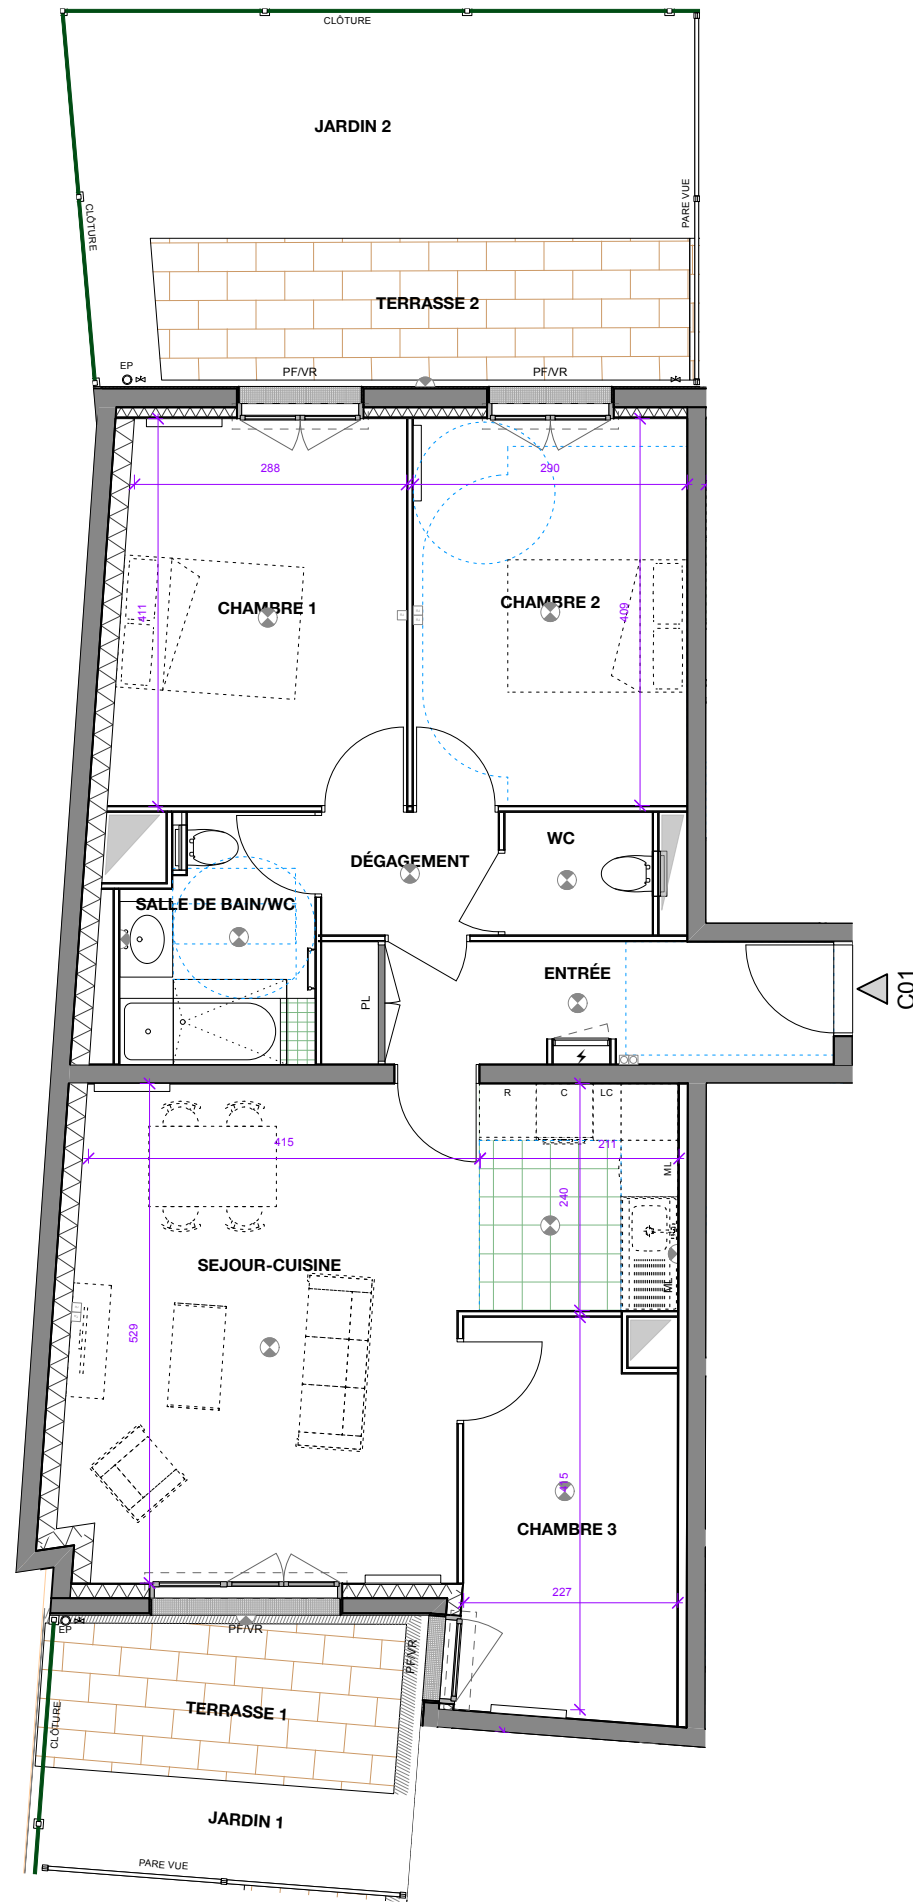 CLÔTURE
JARDIN 2
PARE VUE
CLÔTURE
TERRASSE 2
EP
PF/VR
PF/VR
288
290
411
CHAMBRE 1
CHAMBRE 2
409
WC
DÉGAGEMENT
SALLE DE BAIN/WC
ENTRÉE
PL
C01
R
C
LC
415
211
ML
240
SEJOUR-CUISINE
ML
529
415
CHAMBRE 3
227
EP
PF/VR
PF/VR
TERRASSE 1
CLÔTURE
JARDIN 1
PARE VUE